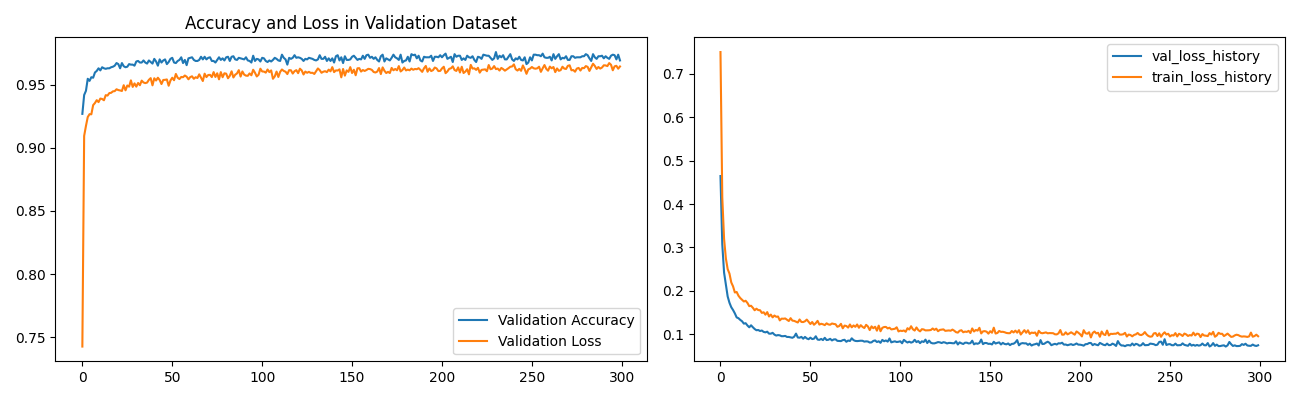 Accuracy and Loss in Validation Dataset
0.95
0.90
0.85
0.80
0.75
0 50 100 150 200 250 300
Validation Accuracy
Validation Loss
0.7
0.6
0.5
0.4
0.3
0.2
0.1
0 50 100 150 200 250 300
val_loss_history
train_loss_history